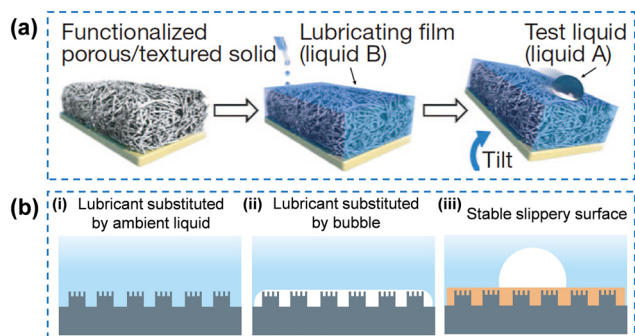 (a)
Functionalized
porous/textured solid
Lubricating film
(liquid B)
Test liquid
(liquid A)
Tilt
(b)
(i) Lubricant substituted
by ambient liquid
(ii) Lubricant substituted
by bubble
(iii) Stable slippery surface